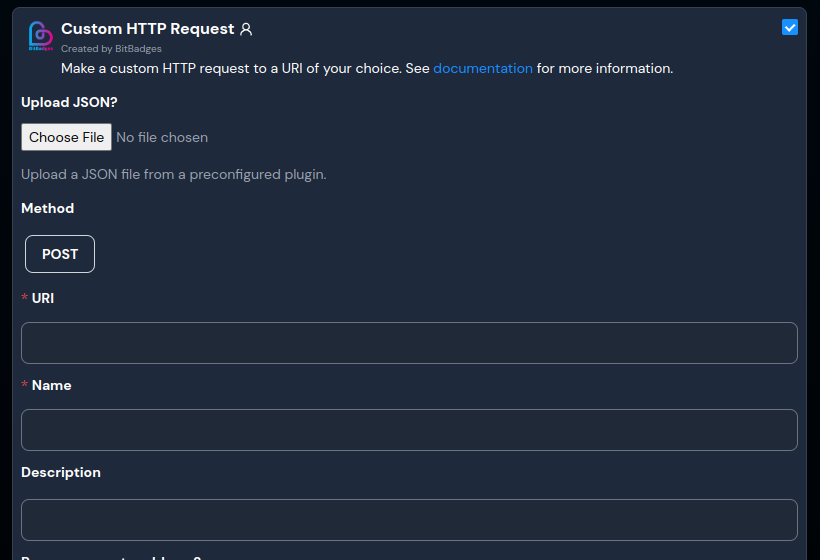 Custom HTTP Request
BitBadges
Created by BitBadges
Make a custom HTTP request to a URI of your choice. See documentation for more information.
Upload JSON?
Choose File No file chosen
Upload a JSON file from a preconfigured plugin.
Method
POST
* URI
* Name
Description